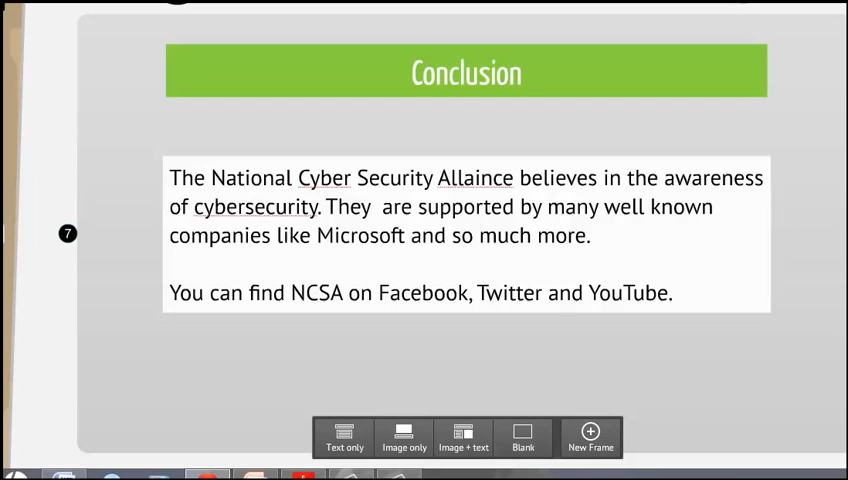 Conclusion
The National Cyber Security Allaince believes in the awareness
of cybersecurity. They  are supported by many well known
companies like Microsoft and so much more.
You can find NCSA on Facebook, Twitter and YouTube.
7
Text only
Image only
Image + text
Blank
New Frame